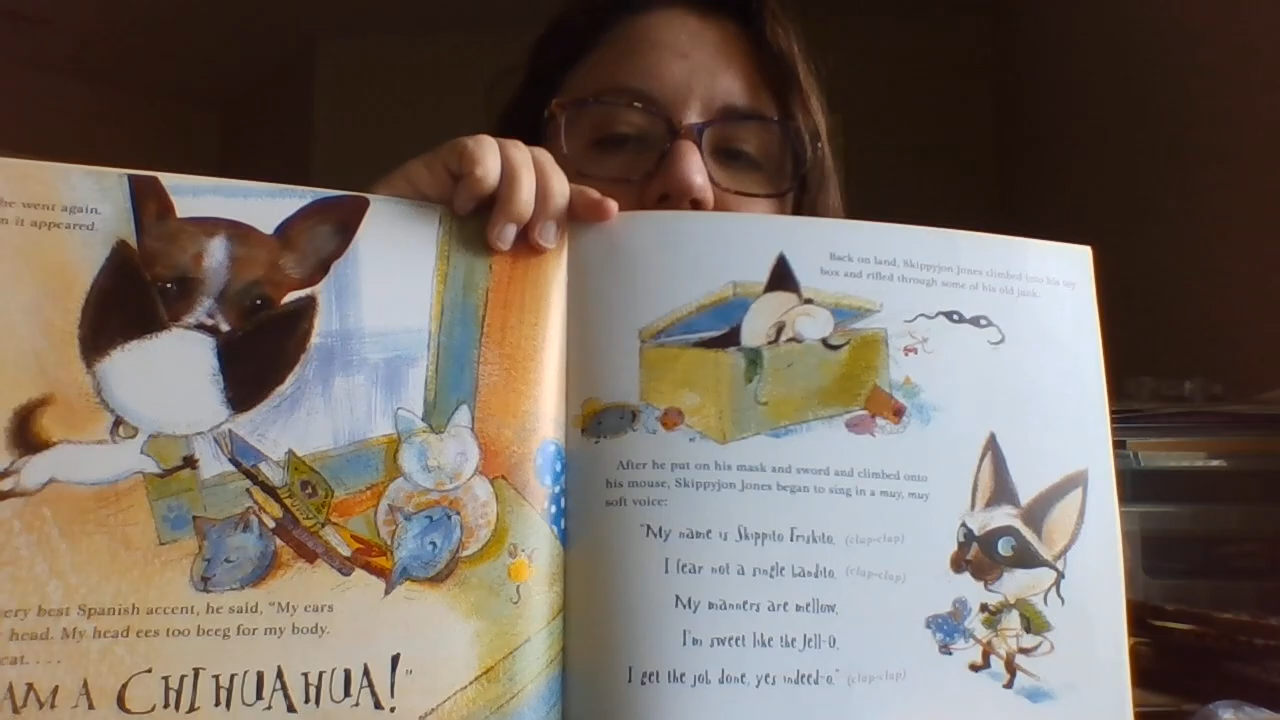 he went again.
it appeared.
ery best Spanish accent, he said, "My ears
head. My head ees too beeg for my body.
cat. . . .
AM A CHIHUAHUA!"
Back on land, Skippyjon Jones climbed into his toy
box and rifled through some of his old junk.
After he put on his mask and sword and climbed onto
his mouse, Skippyjon Jones began to sing in a muy, muy
soft voice:
"My name is Skippito Friskito, (clap-clap)
I fear not a single bandito, (clap-clap)
My manners are mellow,
I'm sweet like the Jell-O,
I get the job done, yes indeed-o." (clap-clap)